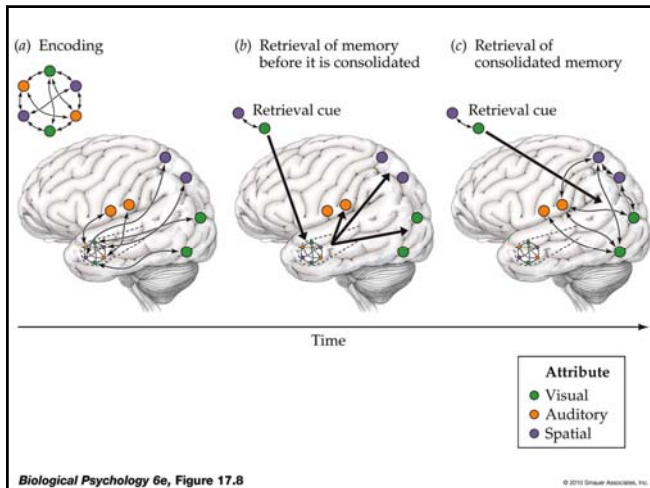 (a) Encoding
(b) Retrieval of memory
before it is consolidated
(c) Retrieval of
consolidated memory
Retrieval cue
Retrieval cue
Time
Attribute
Visual
Auditory
Spatial
Biological Psychology 6e, Figure 17.8
© 2010 Sinauer Associates, Inc.